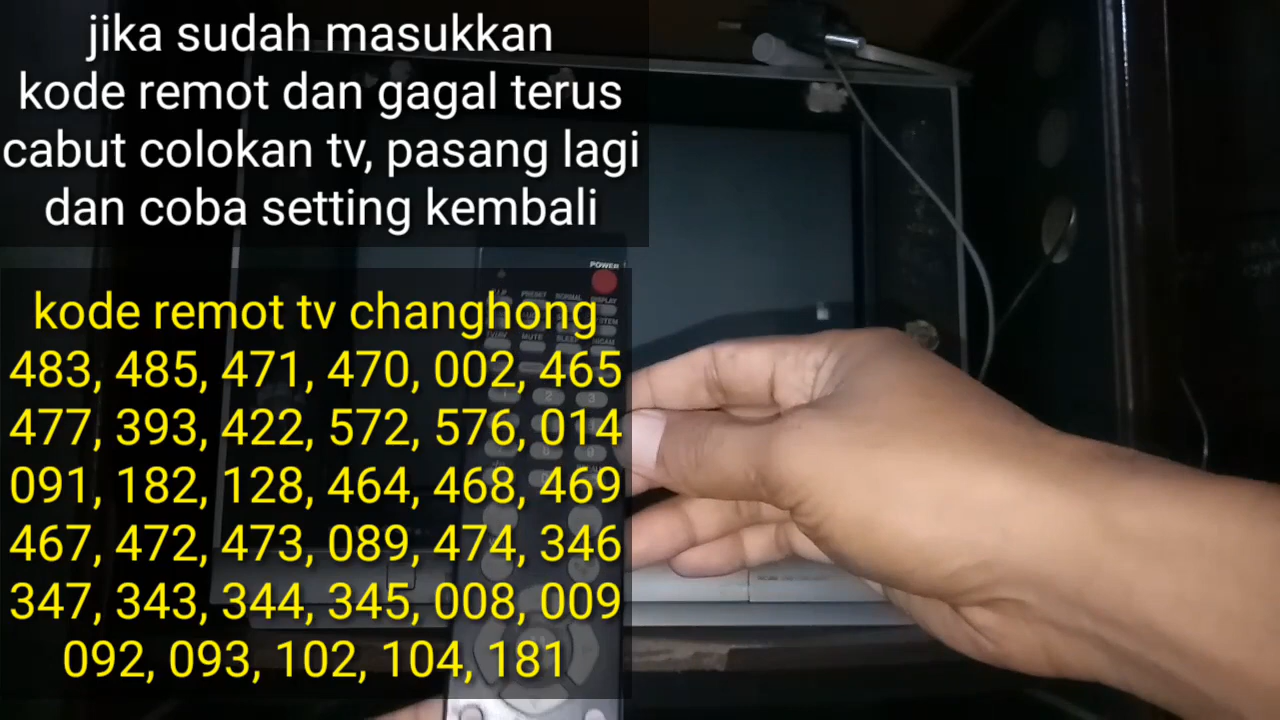 jika sudah masukkan
kode remot dan gagal terus
cabut colokan tv, pasang lagi
dan coba setting kembali
kode remot tv changhong
483, 485, 471, 470, 002, 465
477, 393, 422, 572, 576, 014
091, 182, 128, 464, 468, 469
467, 472, 473, 089, 474, 346
347, 343, 344, 345, 008, 009
092, 093, 102, 104, 181
POWER
PRESET
MUTE
2
3